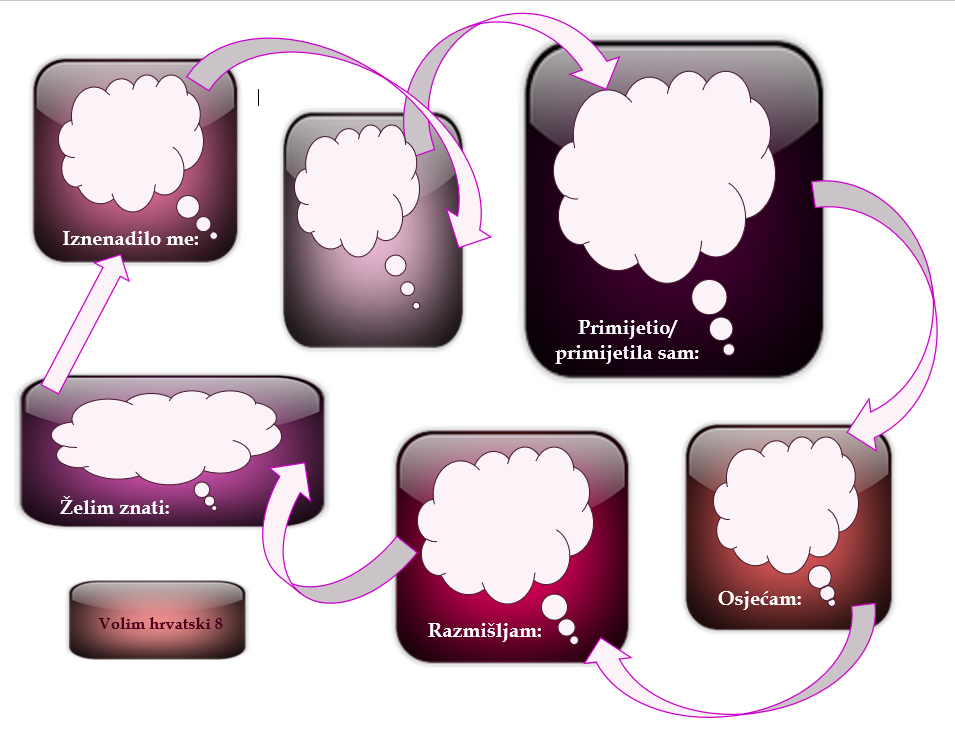 Iznenadilo me:
Primijetio/
primijetila sam:
Želim znati:
Osjećam:
Razmišljam:
Volim hrvatski 8